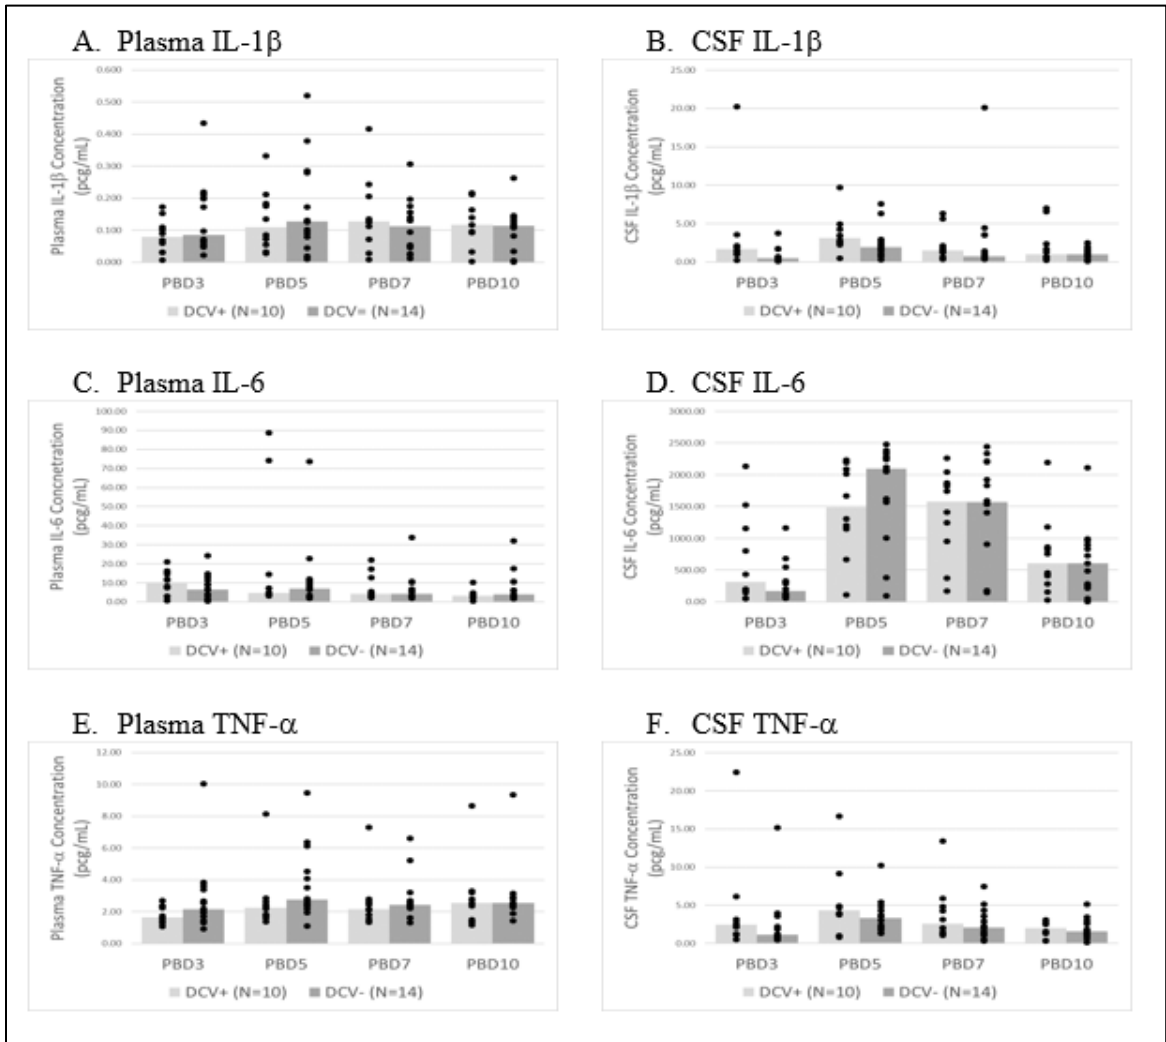 A. Plasma IL-1β
Plasma IL-1β Concentration
(pcg/mL)
0.600
0.500
0.400
0.300
0.200
0.100
0.000
PBD3 PBD5 PBD7 PBD10
DCV+ (N=10) DCV= (N=14)
B. CSF IL-1β
CSF IL-1β Concentration
(pcg/mL)
25.00
20.00
15.00
10.00
5.00
0.00
PBD3 PBD5 PBD7 PBD10
DCV+ (N=10) DCV- (N=14)
C. Plasma IL-6
Plasma IL-6 Concnetration
(pcg/mL)
100.00
90.00
80.00
70.00
60.00
50.00
40.00
30.00
20.00
10.00
0.00
PBD3 PBD5 PBD7 PBD10
DCV+ (N=10) DCV- (N=14)
D. CSF IL-6
CSF IL-6 Concentration
(pcg/mL)
3000.00
2500.00
2000.00
1500.00
1000.00
500.00
0.00
PBD3 PBD5 PBD7 PBD10
DCV+ (N=10) DCV- (N=14)
E. Plasma TNF-α
Plasma TNF-α Concentration
(pcg/mL)
12.00
10.00
8.00
6.00
4.00
2.00
0.00
PBD3 PBD5 PBD7 PBD10
DCV+ (N=10) DCV- (N=14)
F. CSF TNF-α
CSF TNF-α Concentration
(pcg/mL)
25.00
20.00
15.00
10.00
5.00
0.00
PBD3 PBD5 PBD7 PBD10
DCV+ (N=10) DCV- (N=14)